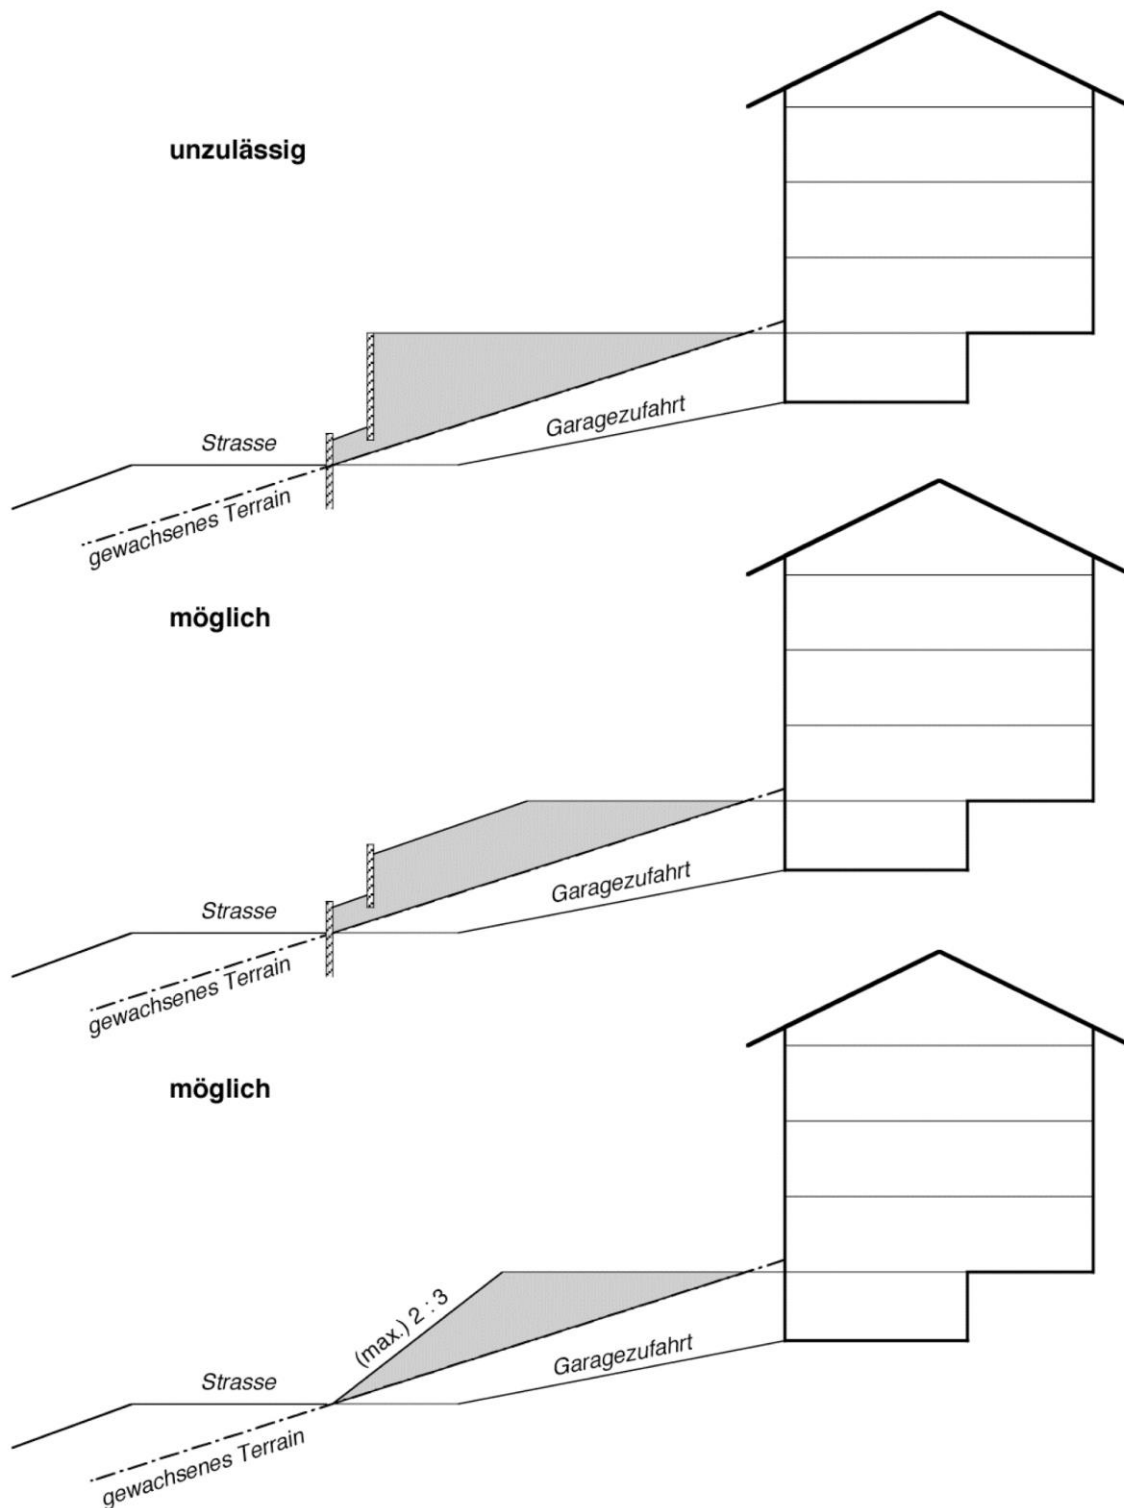 unzulässig
Garagezufahrt
Strasse
gewachsenes Terrain
möglich
Garagezufahrt
Strasse
gewachsenes Terrain
möglich
(max.) 2 : 3
Garagezufahrt
Strasse
gewachsenes Terrain